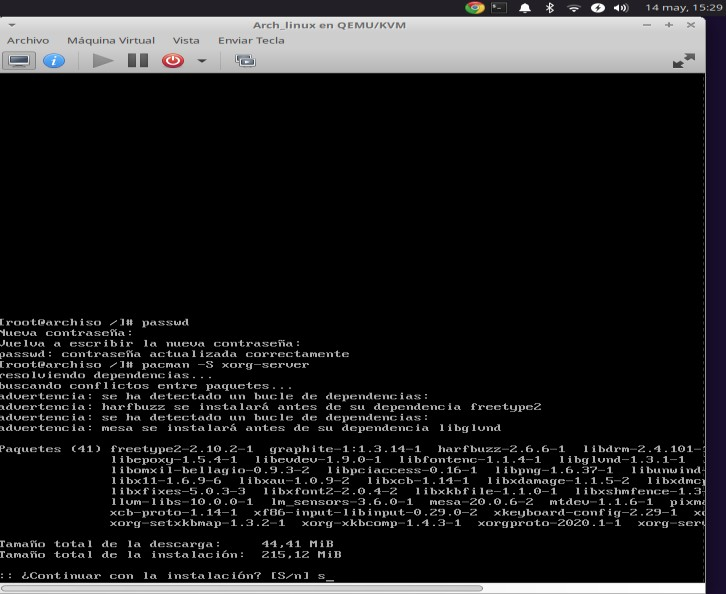 14 may, 15:29
Arch_linux en QEMU/KVM
Archivo Máquina Virtual Vista Enviar Tecla
[root@archiso /]# passwd
Nueva contraseña:
Vuelva a escribir la nueva contraseña:
passwd: contraseña actualizada correctamente
[root@archiso /]# pacman -S xorg-server
resolviendo dependencias...
buscando conflictos entre paquetes...
advertencia: se ha detectado un bucle de dependencias:
advertencia: harfbuzz se instalará antes de su dependencia freetype2
advertencia: se ha detectado un bucle de dependencias:
advertencia: mesa se instalará antes de su dependencia libglvnd
Paquetes (41) freetype2-2.10.2-1 graphite-1:1.3.14-1 harfbuzz-2.6.6-1 libdrm-2.4.101-
libepoxy-1.5.4-1 libevdev-1.9.0-1 libfontenc-1.1.4-1 libglvnd-1.3.1-
libomxil-bellagio-0.9.3-2 libpciaccess-0.16-1 libpng-1.6.37-1 libunwind-
libx11-1.6.9-6 libxau-1.0.9-2 libxcb-1.14-1 libxdamage-1.1.5-2 libxdmc
libxfixes-5.0.3-3 libxfont2-2.0.4-2 libxkbfile-1.1.0-1 libxshmfence-1.3-
llvm-libs-10.0.0-1 lm_sensors-3.6.0-1 mesa-20.0.6-2 mtdev-1.1.6-1 pixm
xcb-proto-1.14-1 xf86-input-libinput-0.29.0-2 xkeyboard-config-2.29-1 x
xorg-setxkbmap-1.3.2-1 xorg-xkbcomp-1.4.3-1 xorgproto-2020.1-1 xorg-ser
Tamaño total de la descarga: 44,41 MiB
Tamaño total de la instalación: 215,12 MiB
:: ¿Continuar con la instalación? [S/n] s_